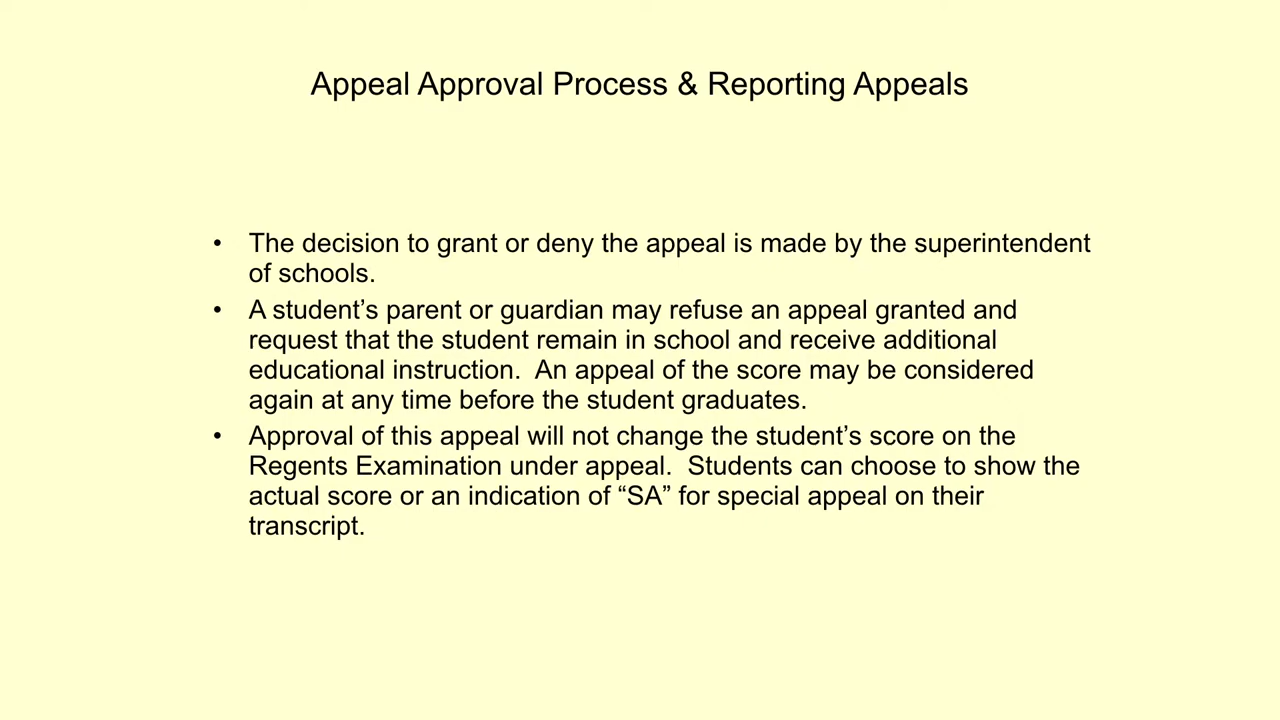 Appeal Approval Process & Reporting Appeals
• The decision to grant or deny the appeal is made by the superintendent
of schools.
• A student’s parent or guardian may refuse an appeal granted and
request that the student remain in school and receive additional
educational instruction.  An appeal of the score may be considered
again at any time before the student graduates.
• Approval of this appeal will not change the student’s score on the
Regents Examination under appeal.  Students can choose to show the
actual score or an indication of “SA” for special appeal on their
transcript.